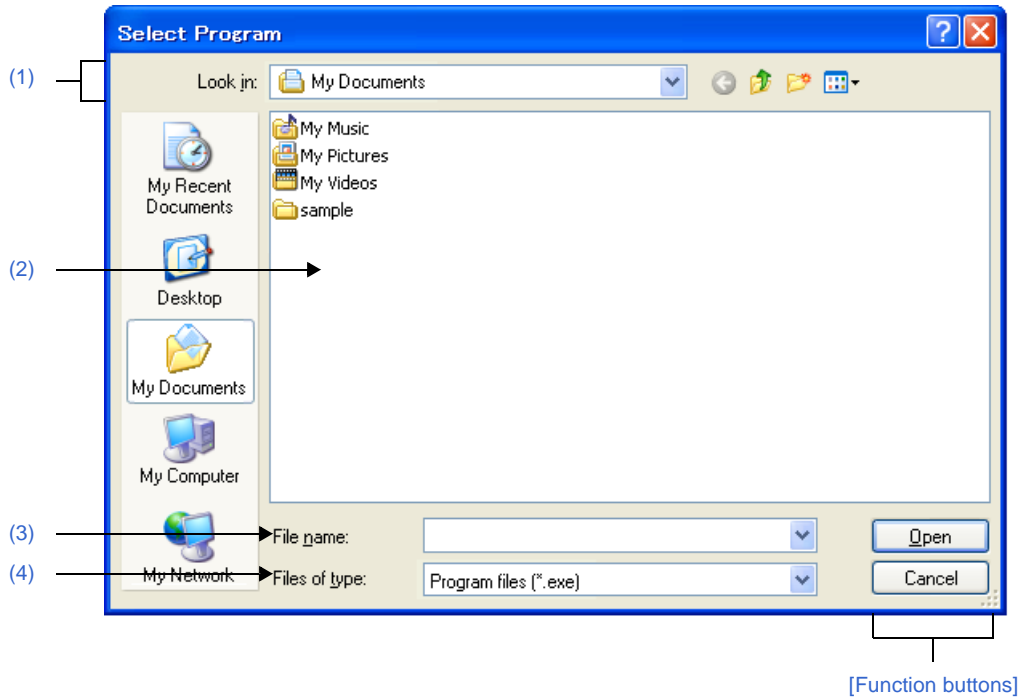 Select Program
(1)
Look in:
My Documents
My Music
My Pictures
My Videos
sample
My Recent
Documents
(2)
Desktop
My Documents
My Computer
My Network
(3)
File name:
Open
(4)
Files of type:
Program files (*.exe)
Cancel
[Function buttons]